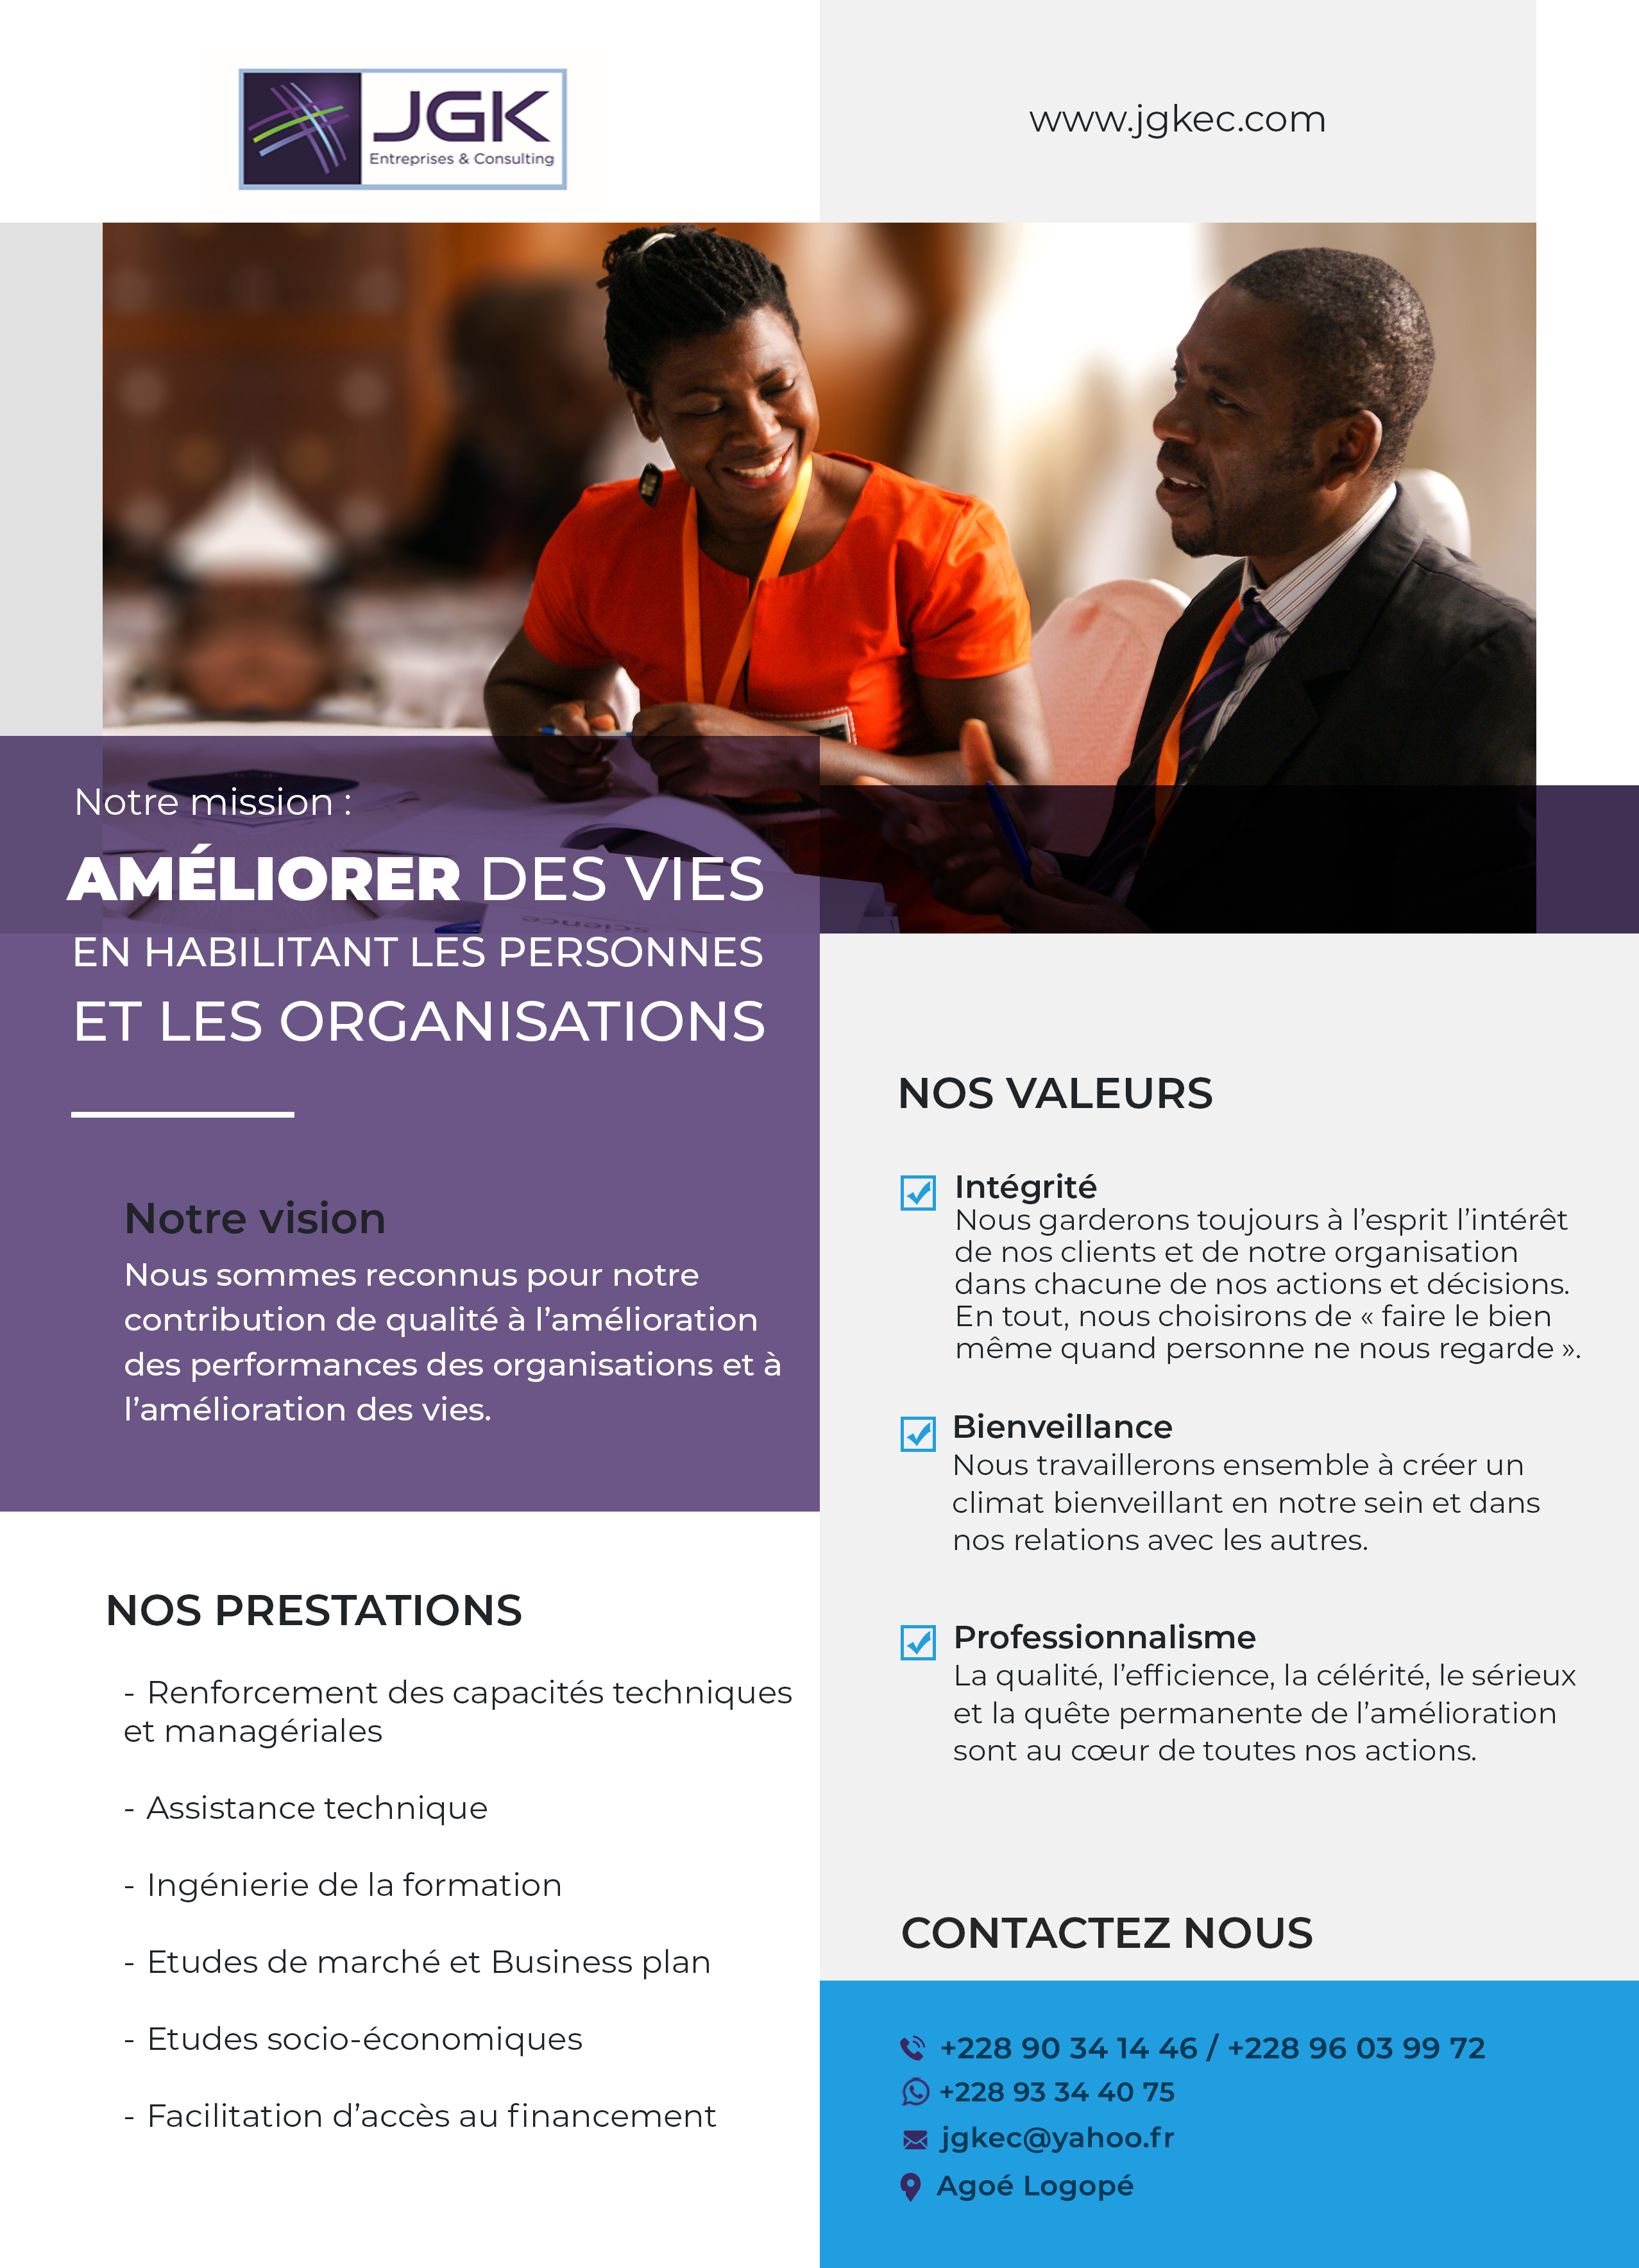 JGK
Entreprises & Consulting
www.jgkec.com
Notre mission :
AMÉLIORER DES VIES
EN HABILITANT LES PERSONNES
ET LES ORGANISATIONS
Notre vision
Nous sommes reconnus pour notre
contribution de qualité à l’amélioration
des performances des organisations et à
l’amélioration des vies.
NOS PRESTATIONS
- Renforcement des capacités techniques
et managériales
- Assistance technique
- Ingénierie de la formation
- Etudes de marché et Business plan
- Etudes socio-économiques
- Facilitation d’accès au financement
NOS VALEURS
Intégrité
Nous garderons toujours à l’esprit l’intérêt
de nos clients et de notre organisation
dans chacune de nos actions et décisions.
En tout, nous choisirons de « faire le bien
même quand personne ne nous regarde ».
Bienveillance
Nous travaillerons ensemble à créer un
climat bienveillant en notre sein et dans
nos relations avec les autres.
Professionnalisme
La qualité, l’efficience, la célérité, le sérieux
et la quête permanente de l’amélioration
sont au cœur de toutes nos actions.
CONTACTEZ NOUS
+228 90 34 14 46 / +228 96 03 99 72
+228 93 34 40 75
jgkec@yahoo.fr
Agoé Logopé